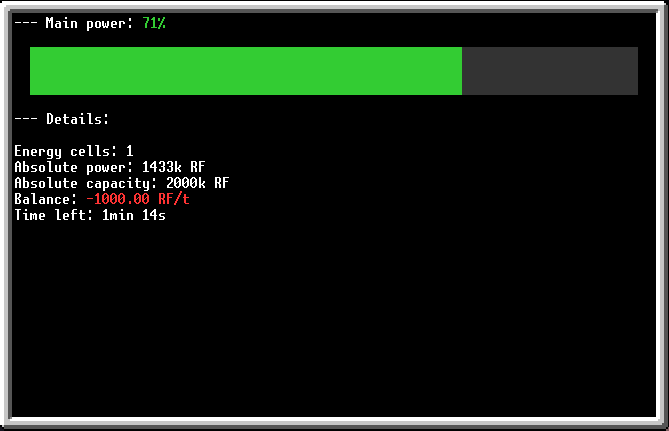 --- Main power: 71%
--- Details:
Energy cells: 1
Absolute power: 1433k RF
Absolute capacity: 2000k RF
Balance: -1000.00 RF/t
Time left: 1min 14s